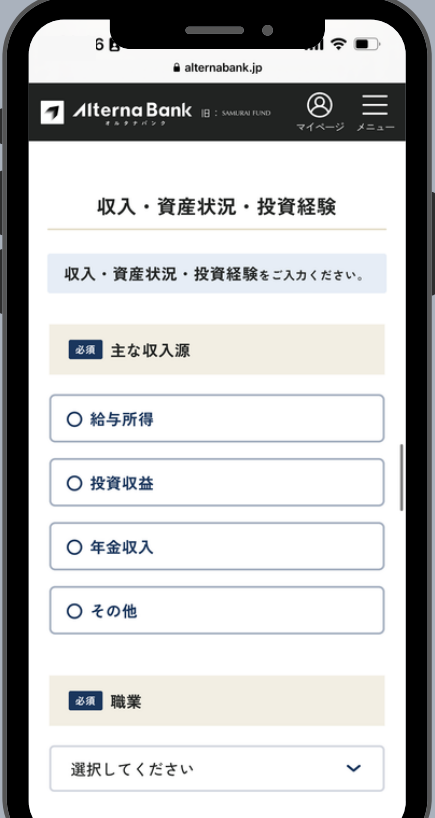 6
alternabank.jp
Alterna Bank
オルタナバンク
旧：SAMURAI FUND
マイページ
メニュー
収入・資産状況・投資経験
収入・資産状況・投資経験をご入力ください。
必須 主な収入源
給与所得
投資収益
年金収入
その他
必須 職業
選択してください